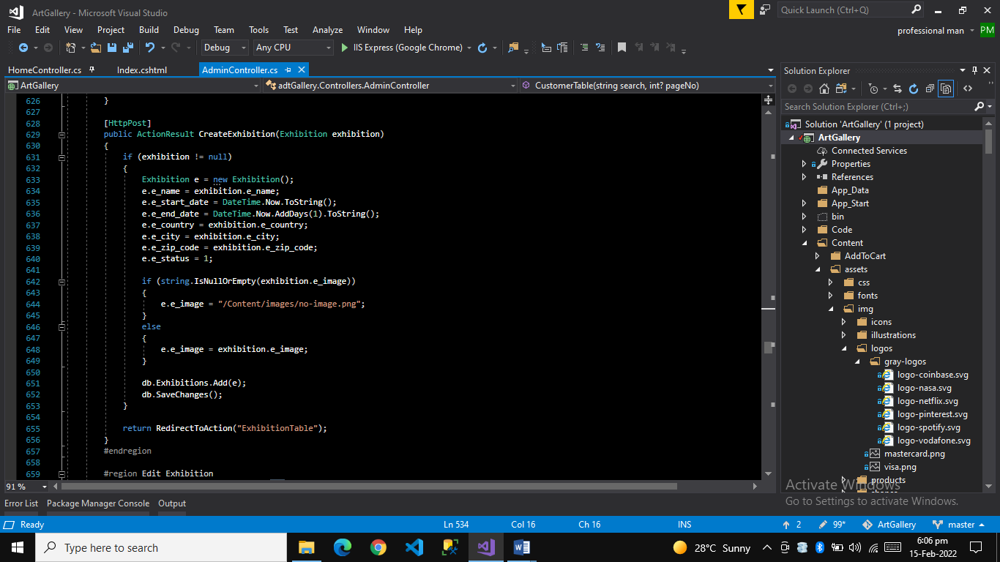 ArtGallery - Microsoft Visual Studio
Quick Launch (Ctrl+Q)
File Edit View Project Build Debug Team Tools Test Analyze Window Help
professional man PM
Debug Any CPU IIS Express (Google Chrome)
HomeController.cs Index.cshtml AdminController.cs
ArtGallery adtGallery.Controllers.AdminController CustomerTable(string search, int? pageNo)
626 }
627
628 [HttpPost]
629 public ActionResult CreateExhibition(Exhibition exhibition)
630 {
631 if (exhibition != null)
632 {
633 Exhibition e = new Exhibition();
634 e.e_name = exhibition.e_name;
635 e.e_start_date = DateTime.Now.ToString();
636 e.e_end_date = DateTime.Now.AddDays(1).ToString();
637 e.e_country = exhibition.e_country;
638 e.e_city = exhibition.e_city;
639 e.e_zip_code = exhibition.e_zip_code;
640 e.e_status = 1;
641
642 if (string.IsNullOrEmpty(exhibition.e_image))
643 {
644 e.e_image = "/Content/images/no-image.png";
645 }
646 else
647 {
648 e.e_image = exhibition.e_image;
649 }
650
651 db.Exhibitions.Add(e);
652 db.SaveChanges();
653 }
654
655 return RedirectToAction("ExhibitionTable");
656 }
657 #endregion
658
659 #region Edit Exhibition
91 %
Solution Explorer
Search Solution Explorer (Ctrl+;)
Solution 'ArtGallery' (1 project)
ArtGallery
Connected Services
Properties
References
App_Data
App_Start
bin
Code
Content
AddToCart
assets
css
fonts
img
icons
illustrations
logos
gray-logos
logo-coinbase.svg
logo-nasa.svg
logo-netflix.svg
logo-pinterest.svg
logo-spotify.svg
logo-vodafone.svg
mastercard.png
visa.png
products
Activate Windows
Go to Settings to activate Windows.
Error List Package Manager Console Output
Ready Ln 534 Col 16 Ch 16 INS 2 99* ArtGallery master
Type here to search
28°C Sunny
6:06 pm
15-Feb-2022